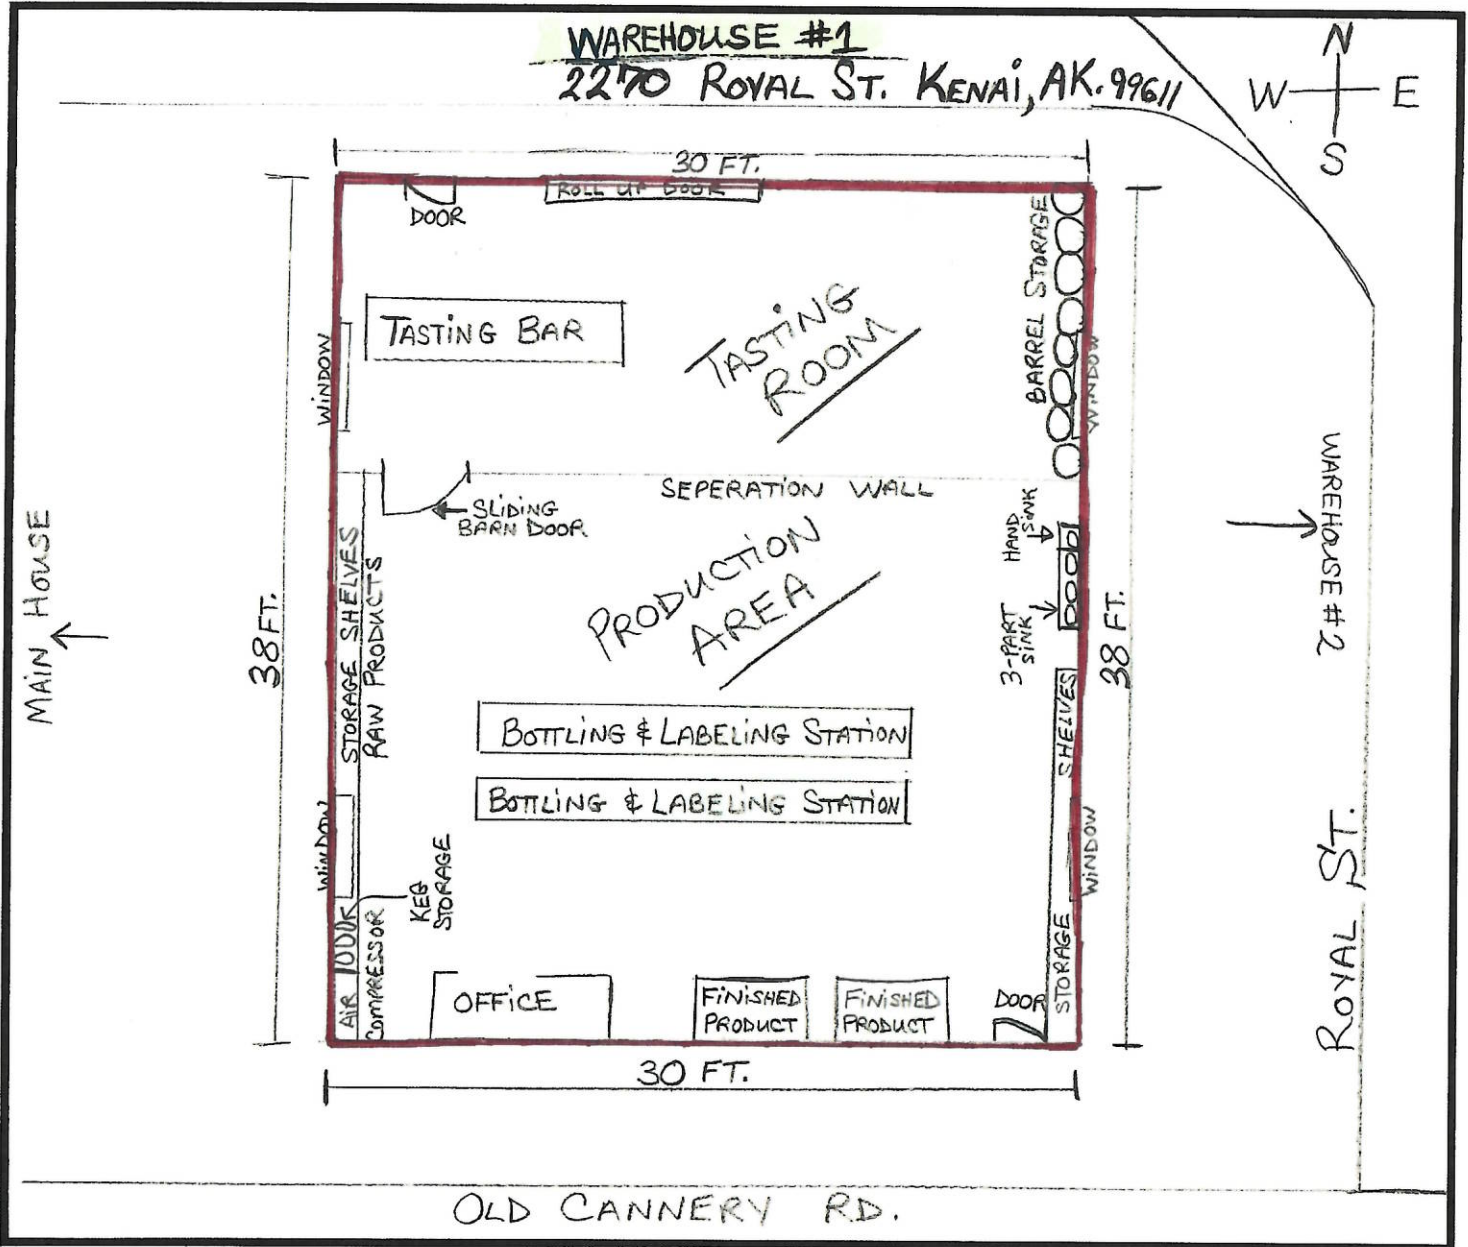 WAREHOUSE #1
2270 ROYAL ST. KENAI, AK. 99611
N
W
E
S
30 FT.
ROLL UP DOOR
DOOR
BARREL STORAGE
TASTING BAR
TASTING
ROOM
WINDOW
WINDOW
SEPERATION WALL
SLIDING
BARN DOOR
HAND
SINK
PRODUCTION
AREA
STORAGE SHELVES
RAW PRODUCTS
MAIN HOUSE
38 FT.
3-PART
SINK
38 FT.
WAREHOUSE #2
BOTTLING & LABELING STATION
BOTTLING & LABELING STATION
STORAGE SHELVES
WINDOW
WINDOW
KEG
STORAGE
AIR
COMPRESSOR
OFFICE
FINISHED
PRODUCT
FINISHED
PRODUCT
DOOR
ROYAL ST.
30 FT.
OLD CANNERY RD.